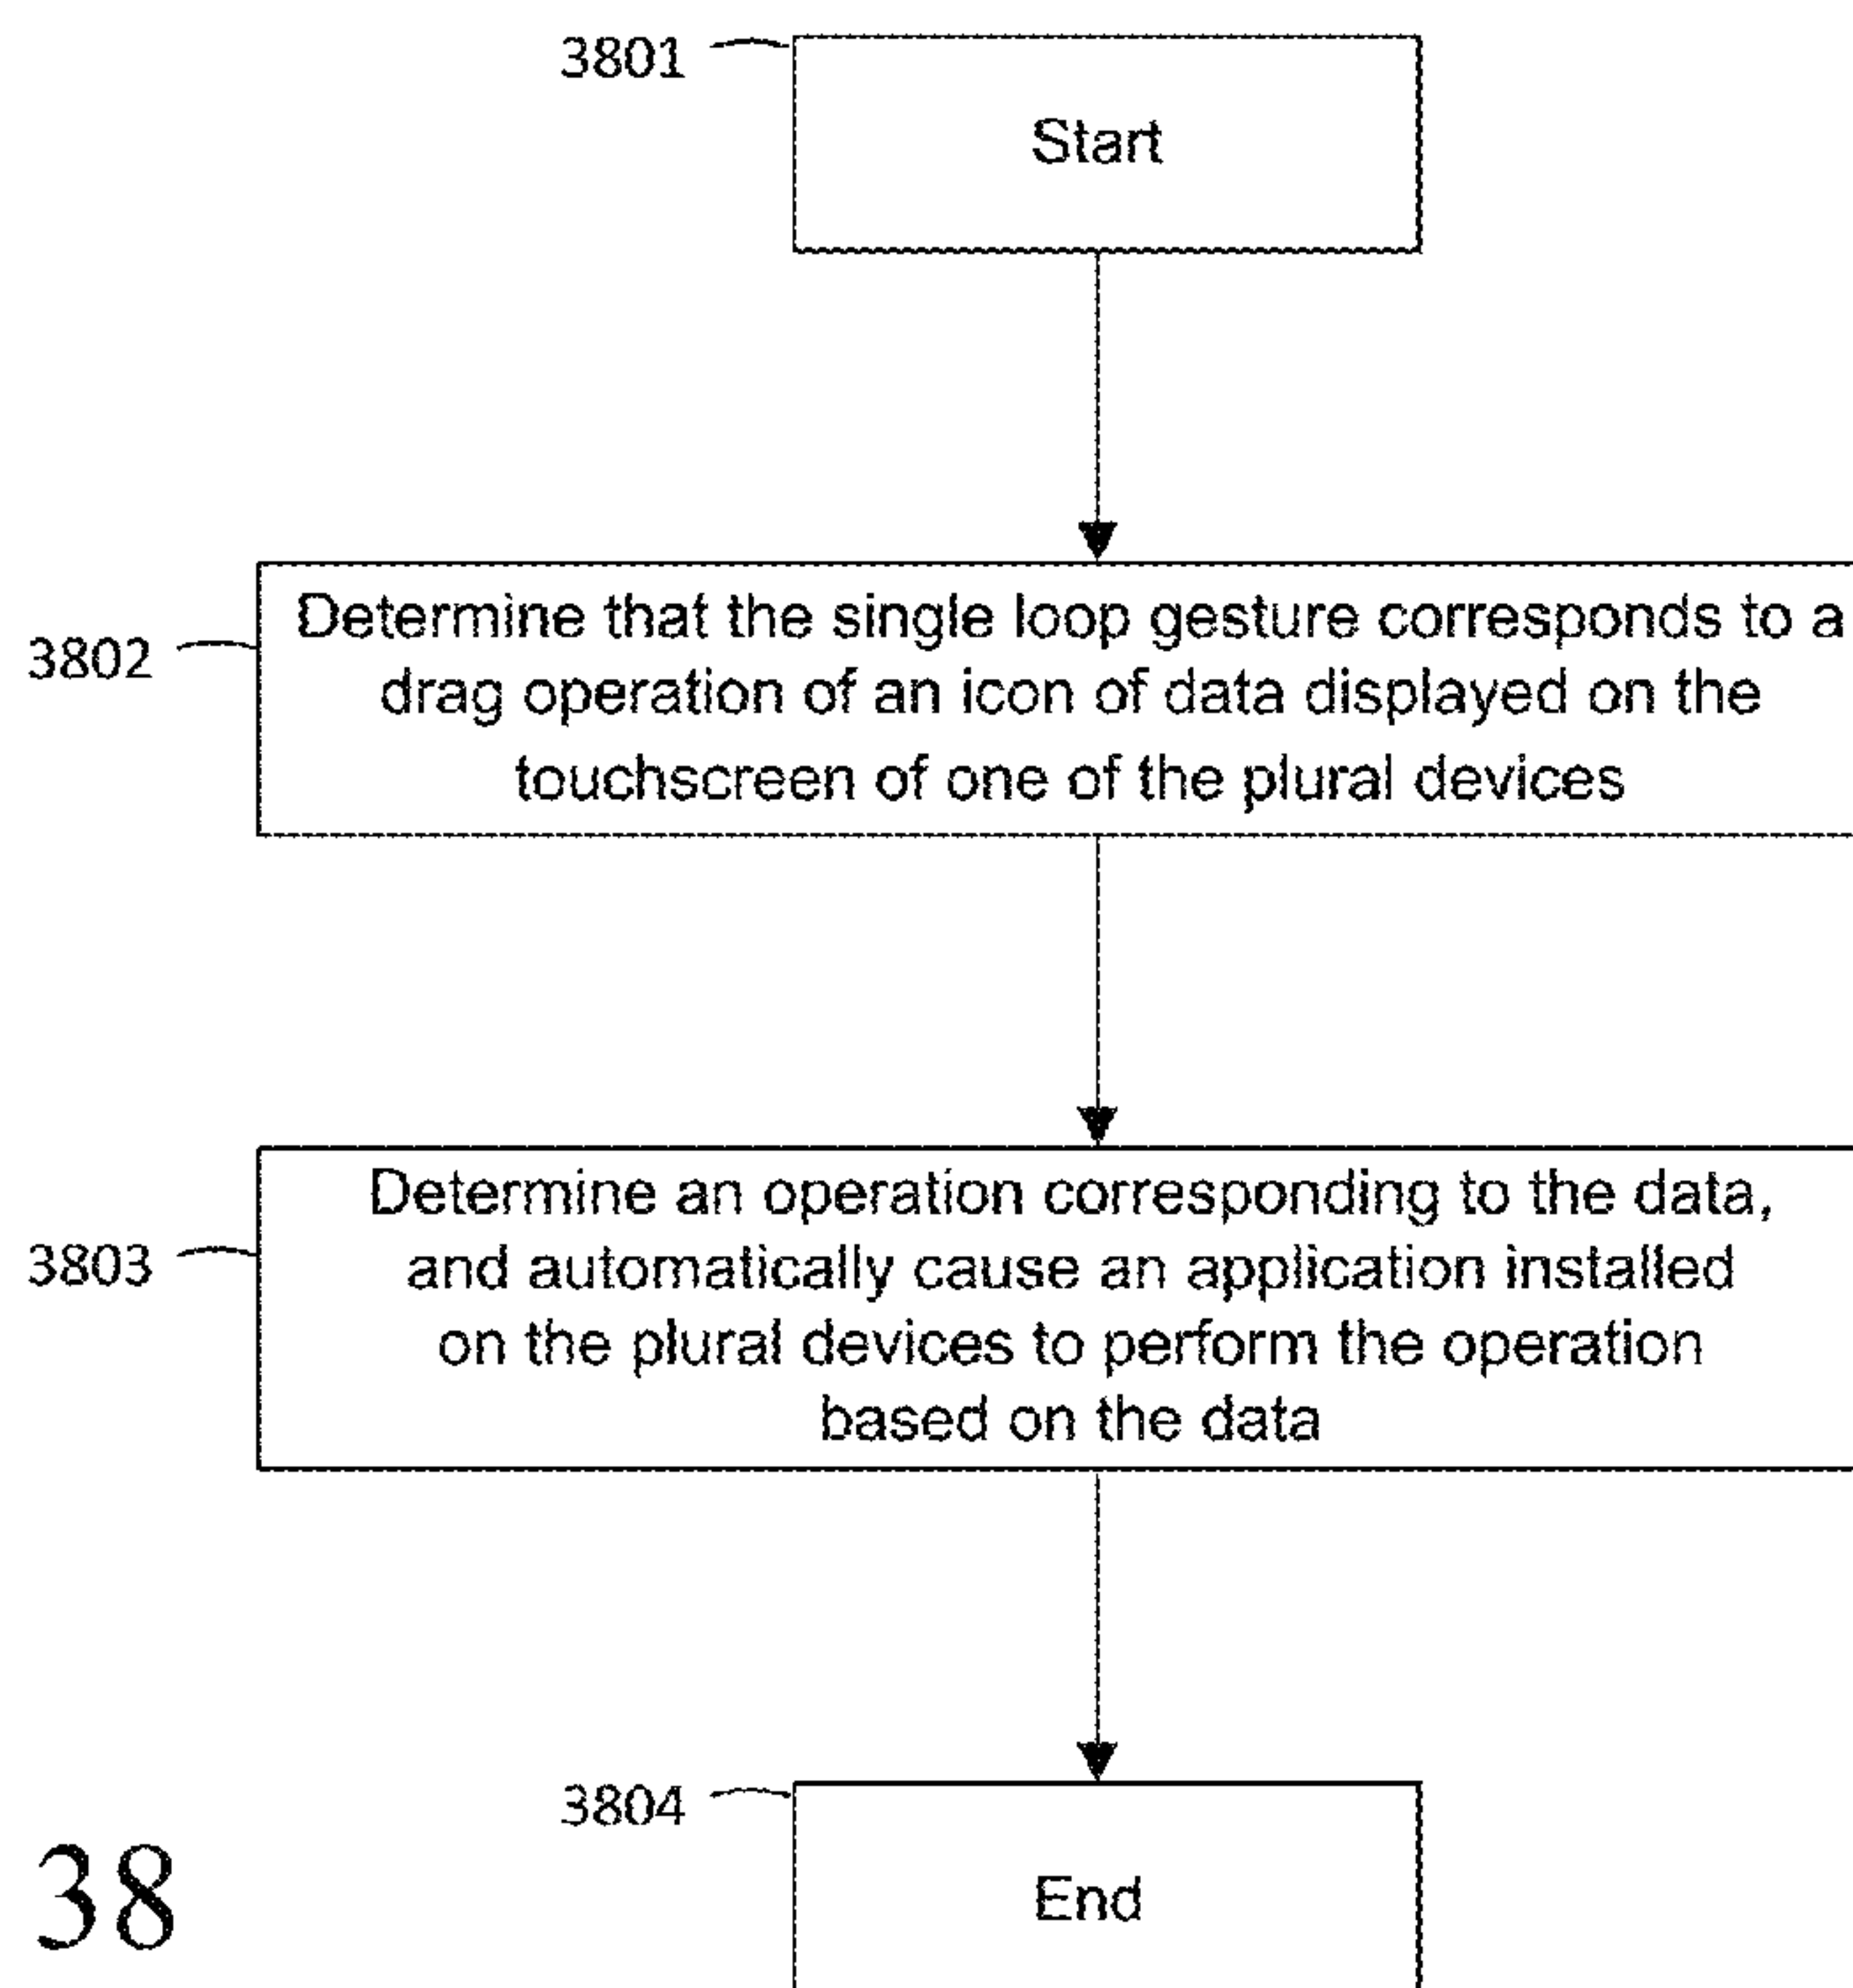 3801
Start
3802
Determine that the single loop gesture corresponds to a
drag operation of an icon of data displayed on the
touchscreen of one of the plural devices
3803
Determine an operation corresponding to the data,
and automatically cause an application installed
on the plural devices to perform the operation
based on the data
3804
End
38